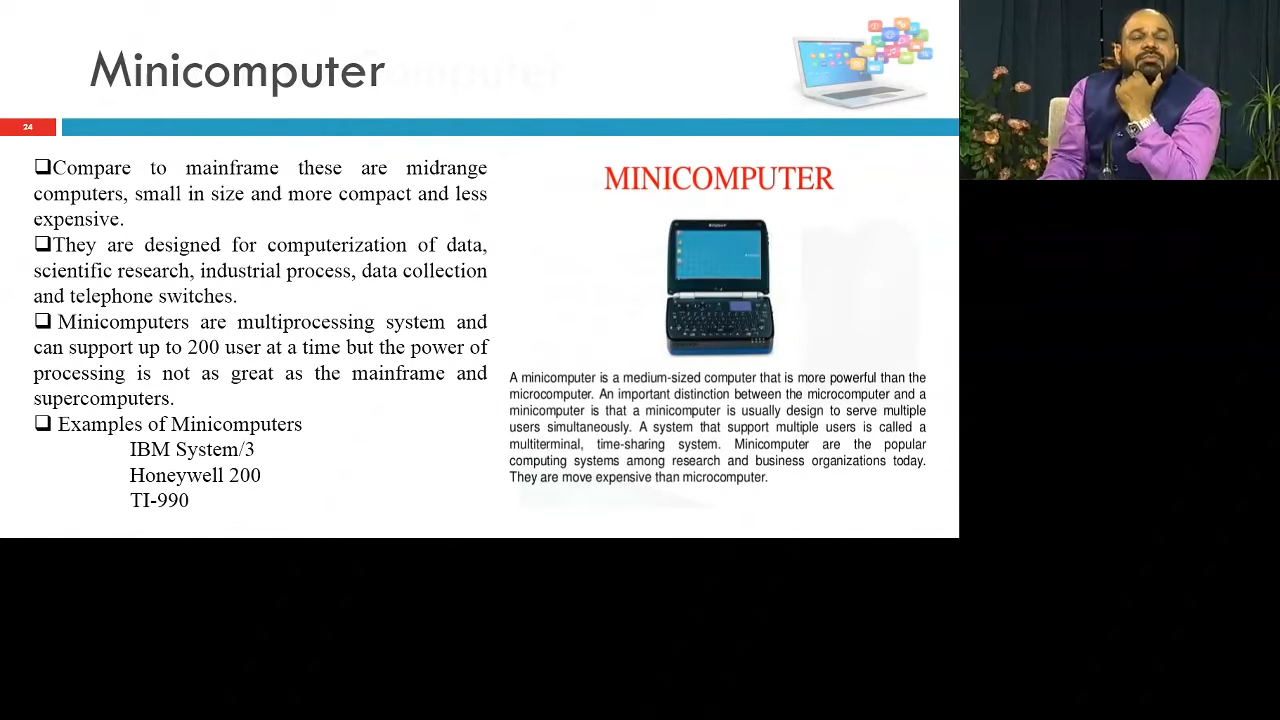 Minicomputer
24
❑Compare to mainframe these are midrange
computers, small in size and more compact and less
expensive.
❑They are designed for computerization of data,
scientific research, industrial process, data collection
and telephone switches.
❑ Minicomputers are multiprocessing system and
can support up to 200 user at a time but the power of
processing is not as great as the mainframe and
supercomputers.
❑ Examples of Minicomputers
IBM System/3
Honeywell 200
TI-990
MINICOMPUTER
A minicomputer is a medium-sized computer that is more powerful than the
microcomputer. An important distinction between the microcomputer and a
minicomputer is that a minicomputer is usually design to serve multiple
users simultaneously. A system that support multiple users is called a
multiterminal, time-sharing system. Minicomputer are the popular
computing systems among research and business organizations today.
They are move expensive than microcomputer.